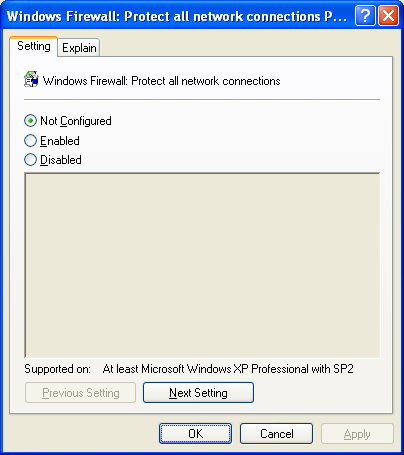 Windows Firewall: Protect all network connections P...
Setting Explain
Windows Firewall: Protect all network connections
Not Configured
Enabled
Disabled
Supported on: At least Microsoft Windows XP Professional with SP2
Previous Setting Next Setting
OK Cancel Apply